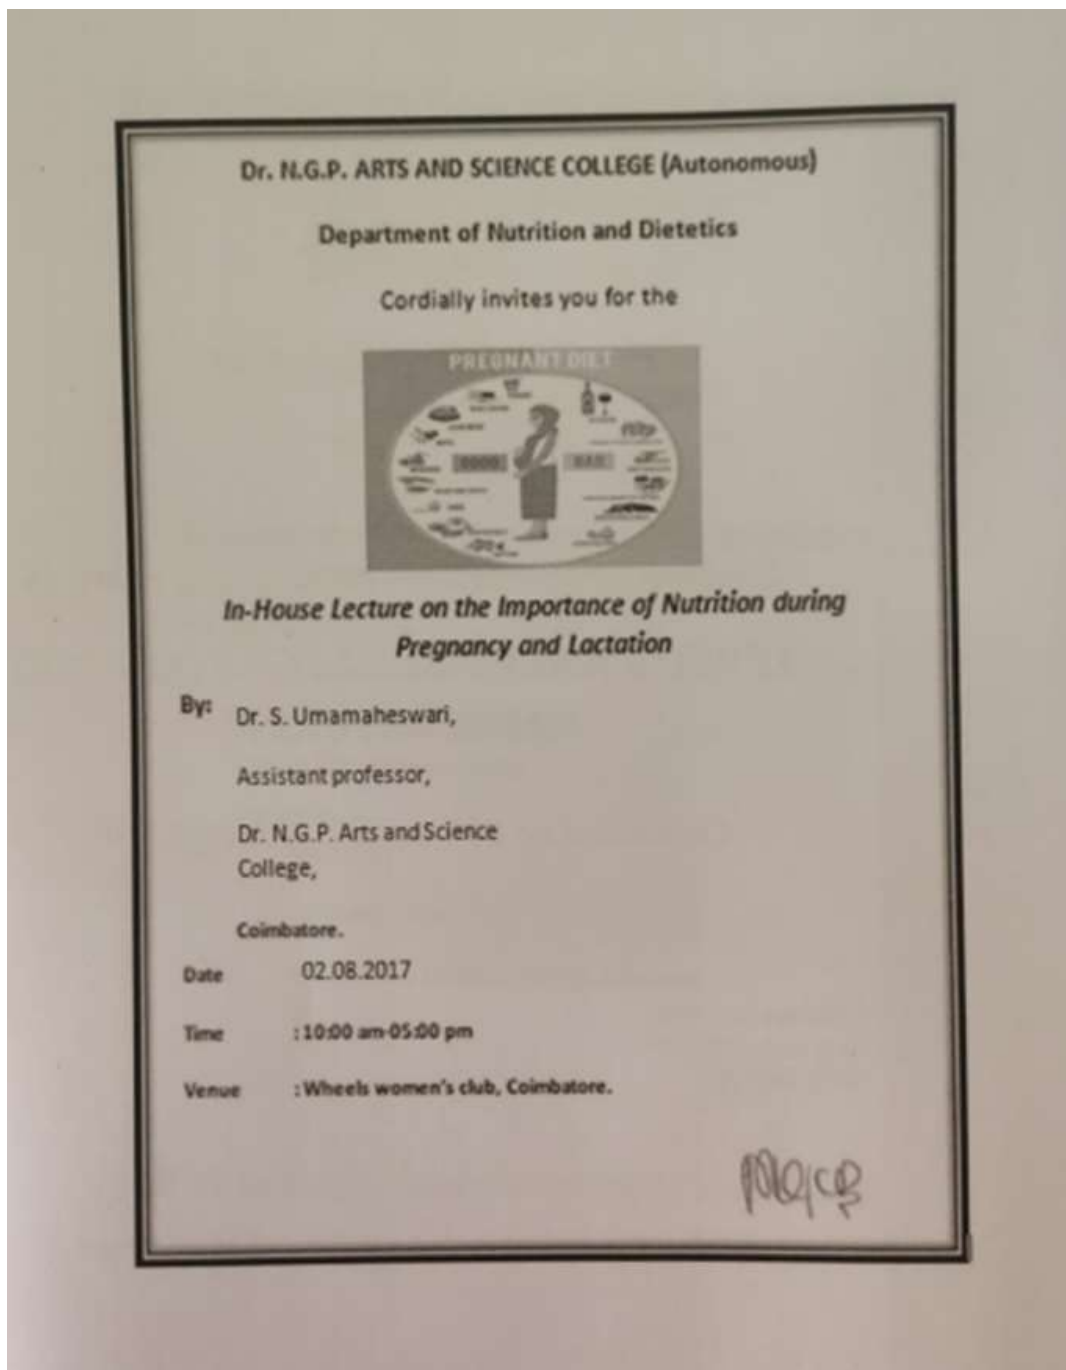 Dr. N.G.P. ARTS AND SCIENCE COLLEGE (Autonomous)
Department of Nutrition and Dietetics
Cordially invites you for the
PREGNANT DIET
GOOD
BAD
In-House Lecture on the Importance of Nutrition during
Pregnancy and Lactation
By:
Dr. S. Umamaheswari,
Assistant professor,
Dr. N.G.P. Arts and Science
College,
Coimbatore.
Date 02.08.2017
Time : 10:00 am-05:00 pm
Venue : Wheels women's club, Coimbatore.